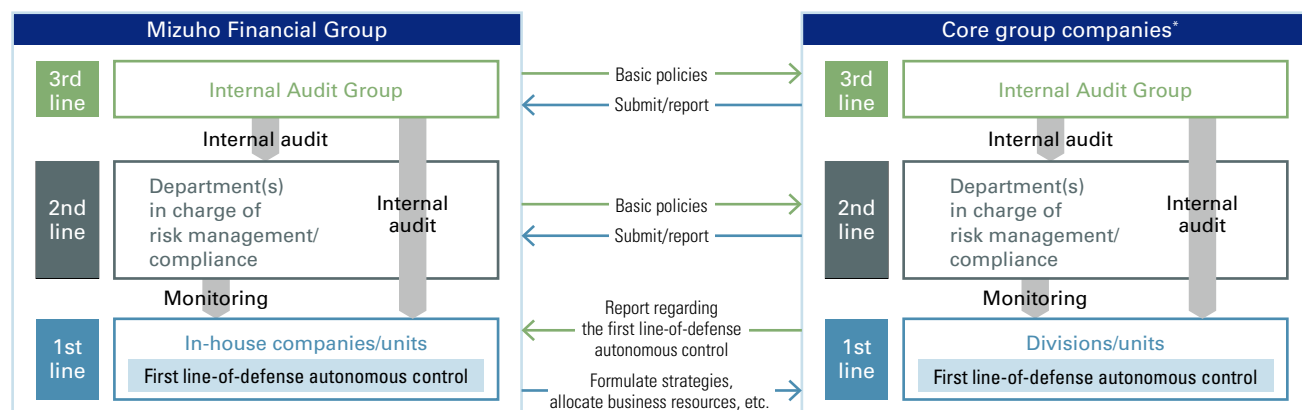 Mizuho Financial Group
3rd
line
Internal Audit Group
Internal audit
2nd
line
Department(s)
in charge of
risk management/
compliance
Internal
audit
Monitoring
1st
line
In-house companies/units
First line-of-defense autonomous control
Basic policies
Submit/report
Basic policies
Submit/report
Report regarding
the first line-of-defense
autonomous control
Formulate strategies,
allocate business resources, etc.
Core group companies*
3rd
line
Internal Audit Group
Internal audit
2nd
line
Department(s)
in charge of
risk management/
compliance
Internal
audit
Monitoring
1st
line
Divisions/units
First line-of-defense autonomous control